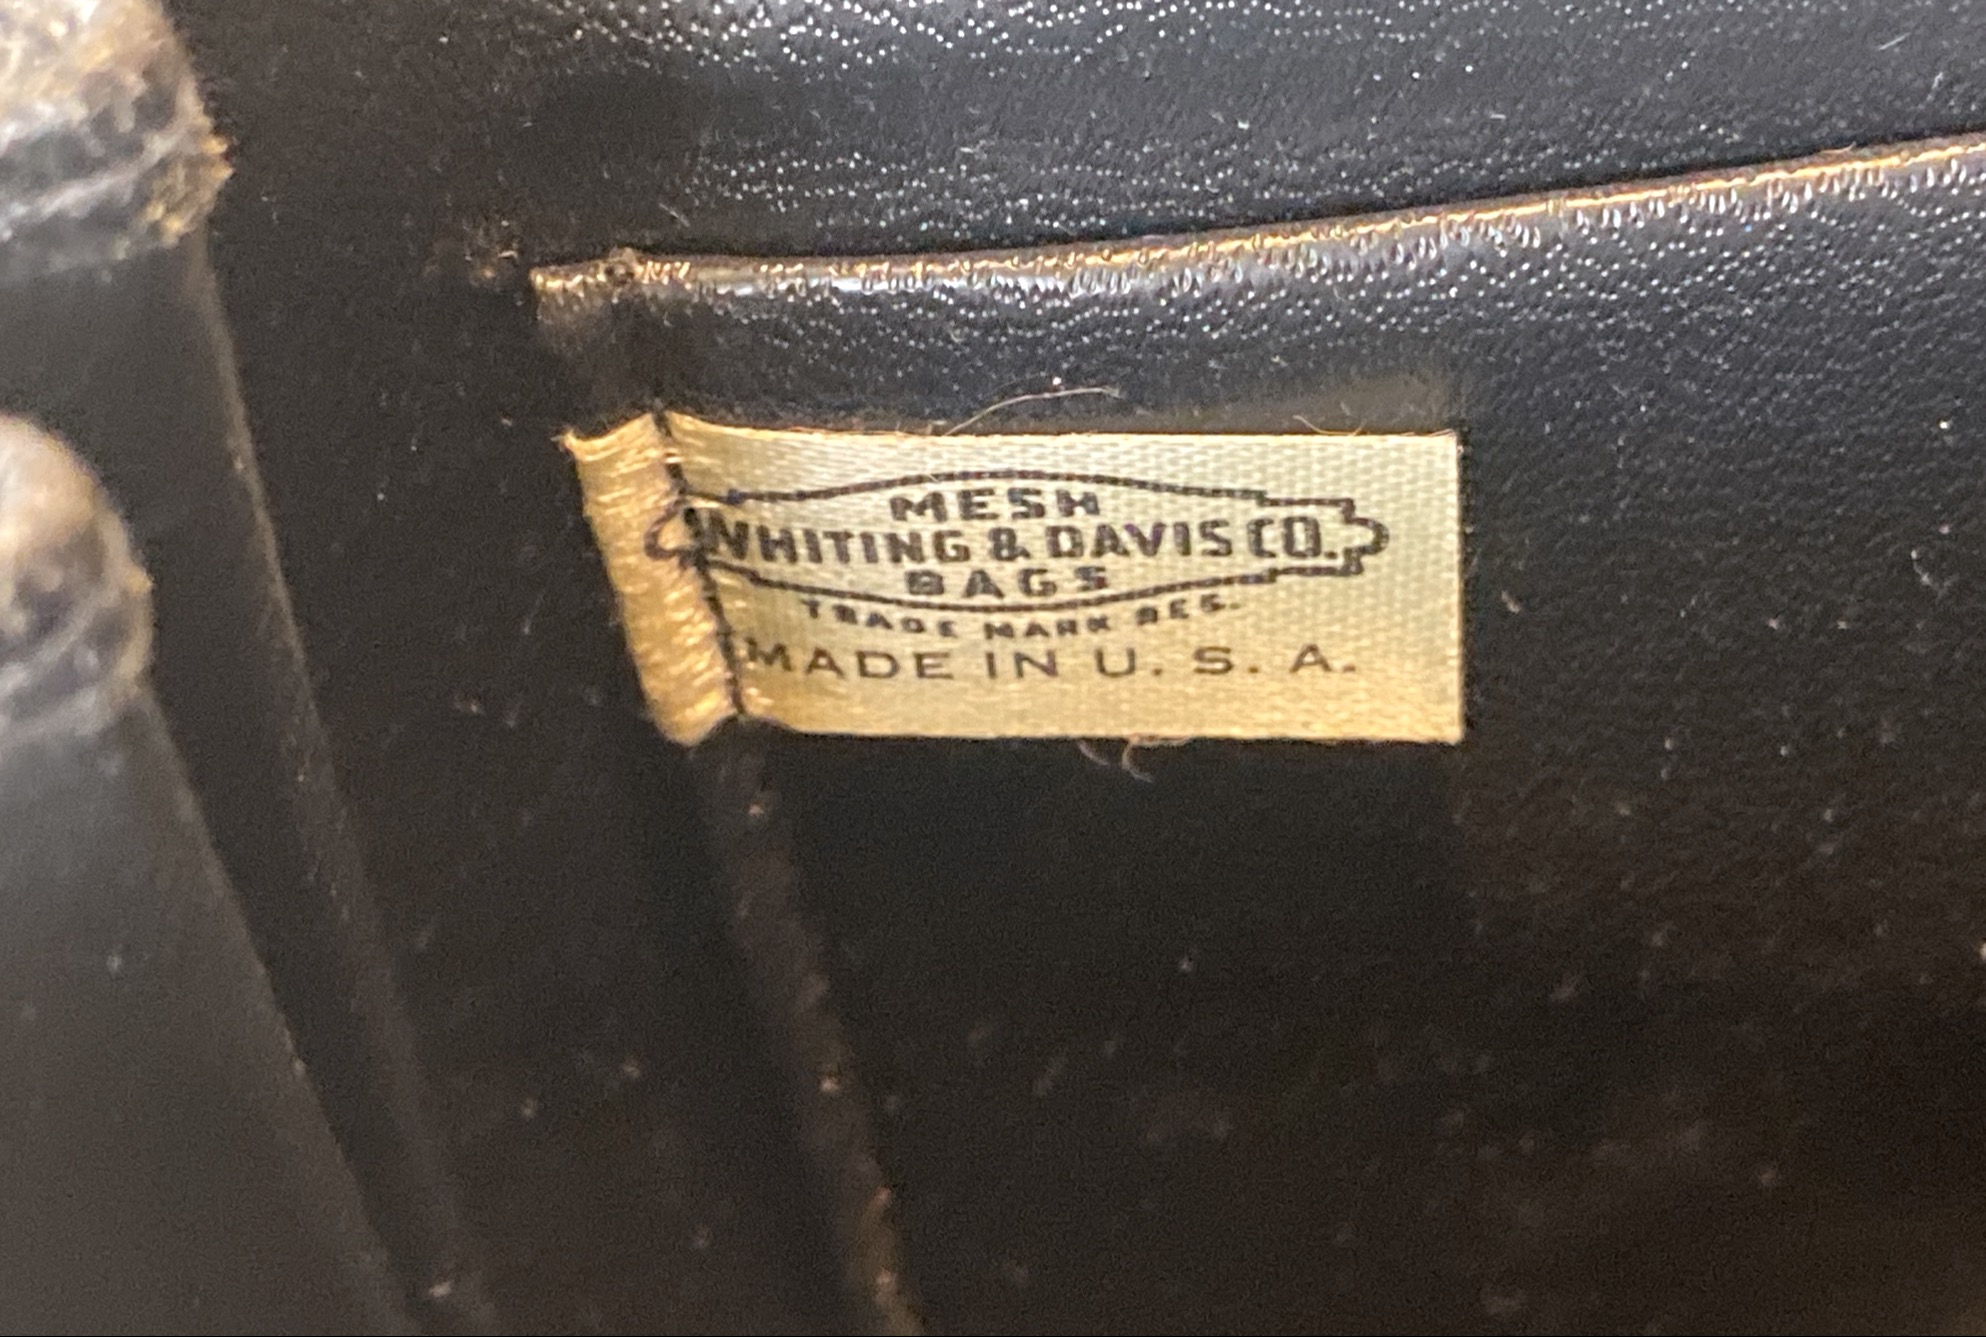 MESH
WHITING & DAVIS CO.
BAGS
TRADE MARK REG.
MADE IN U. S. A.